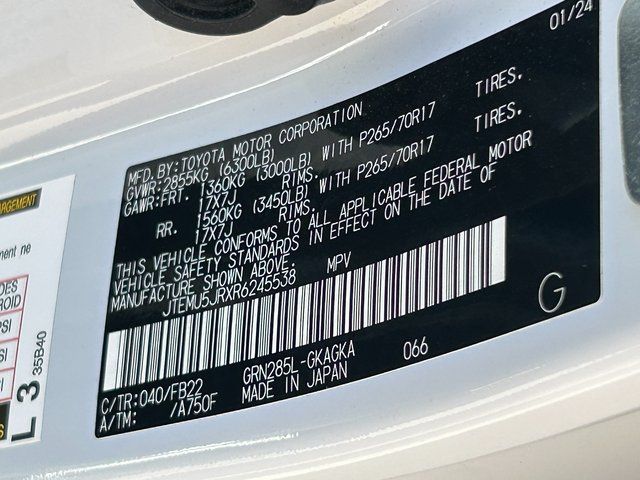 01/24
MFD.BY:TOYOTA MOTOR CORPORATION
GVWR:2855KG (6300LB)
GAWR:FRT. 1360KG (3000LB) WITH P265/70R17 TIRES.
17X7J RIMS.
RR. 1560KG (3450LB) WITH P265/70R17 TIRES.
17X7J RIMS.
THIS VEHICLE CONFORMS TO ALL APPLICABLE FEDERAL MOTOR
VEHICLE SAFETY STANDARDS IN EFFECT ON THE DATE OF
MANUFACTURE SHOWN ABOVE.
JTEMU5JRXR6245538 MPV
G
C/TR:040/FB22 GRN285L-GKAGKA 066
A/TM: /A750F MADE IN JAPAN
L 3 35B40